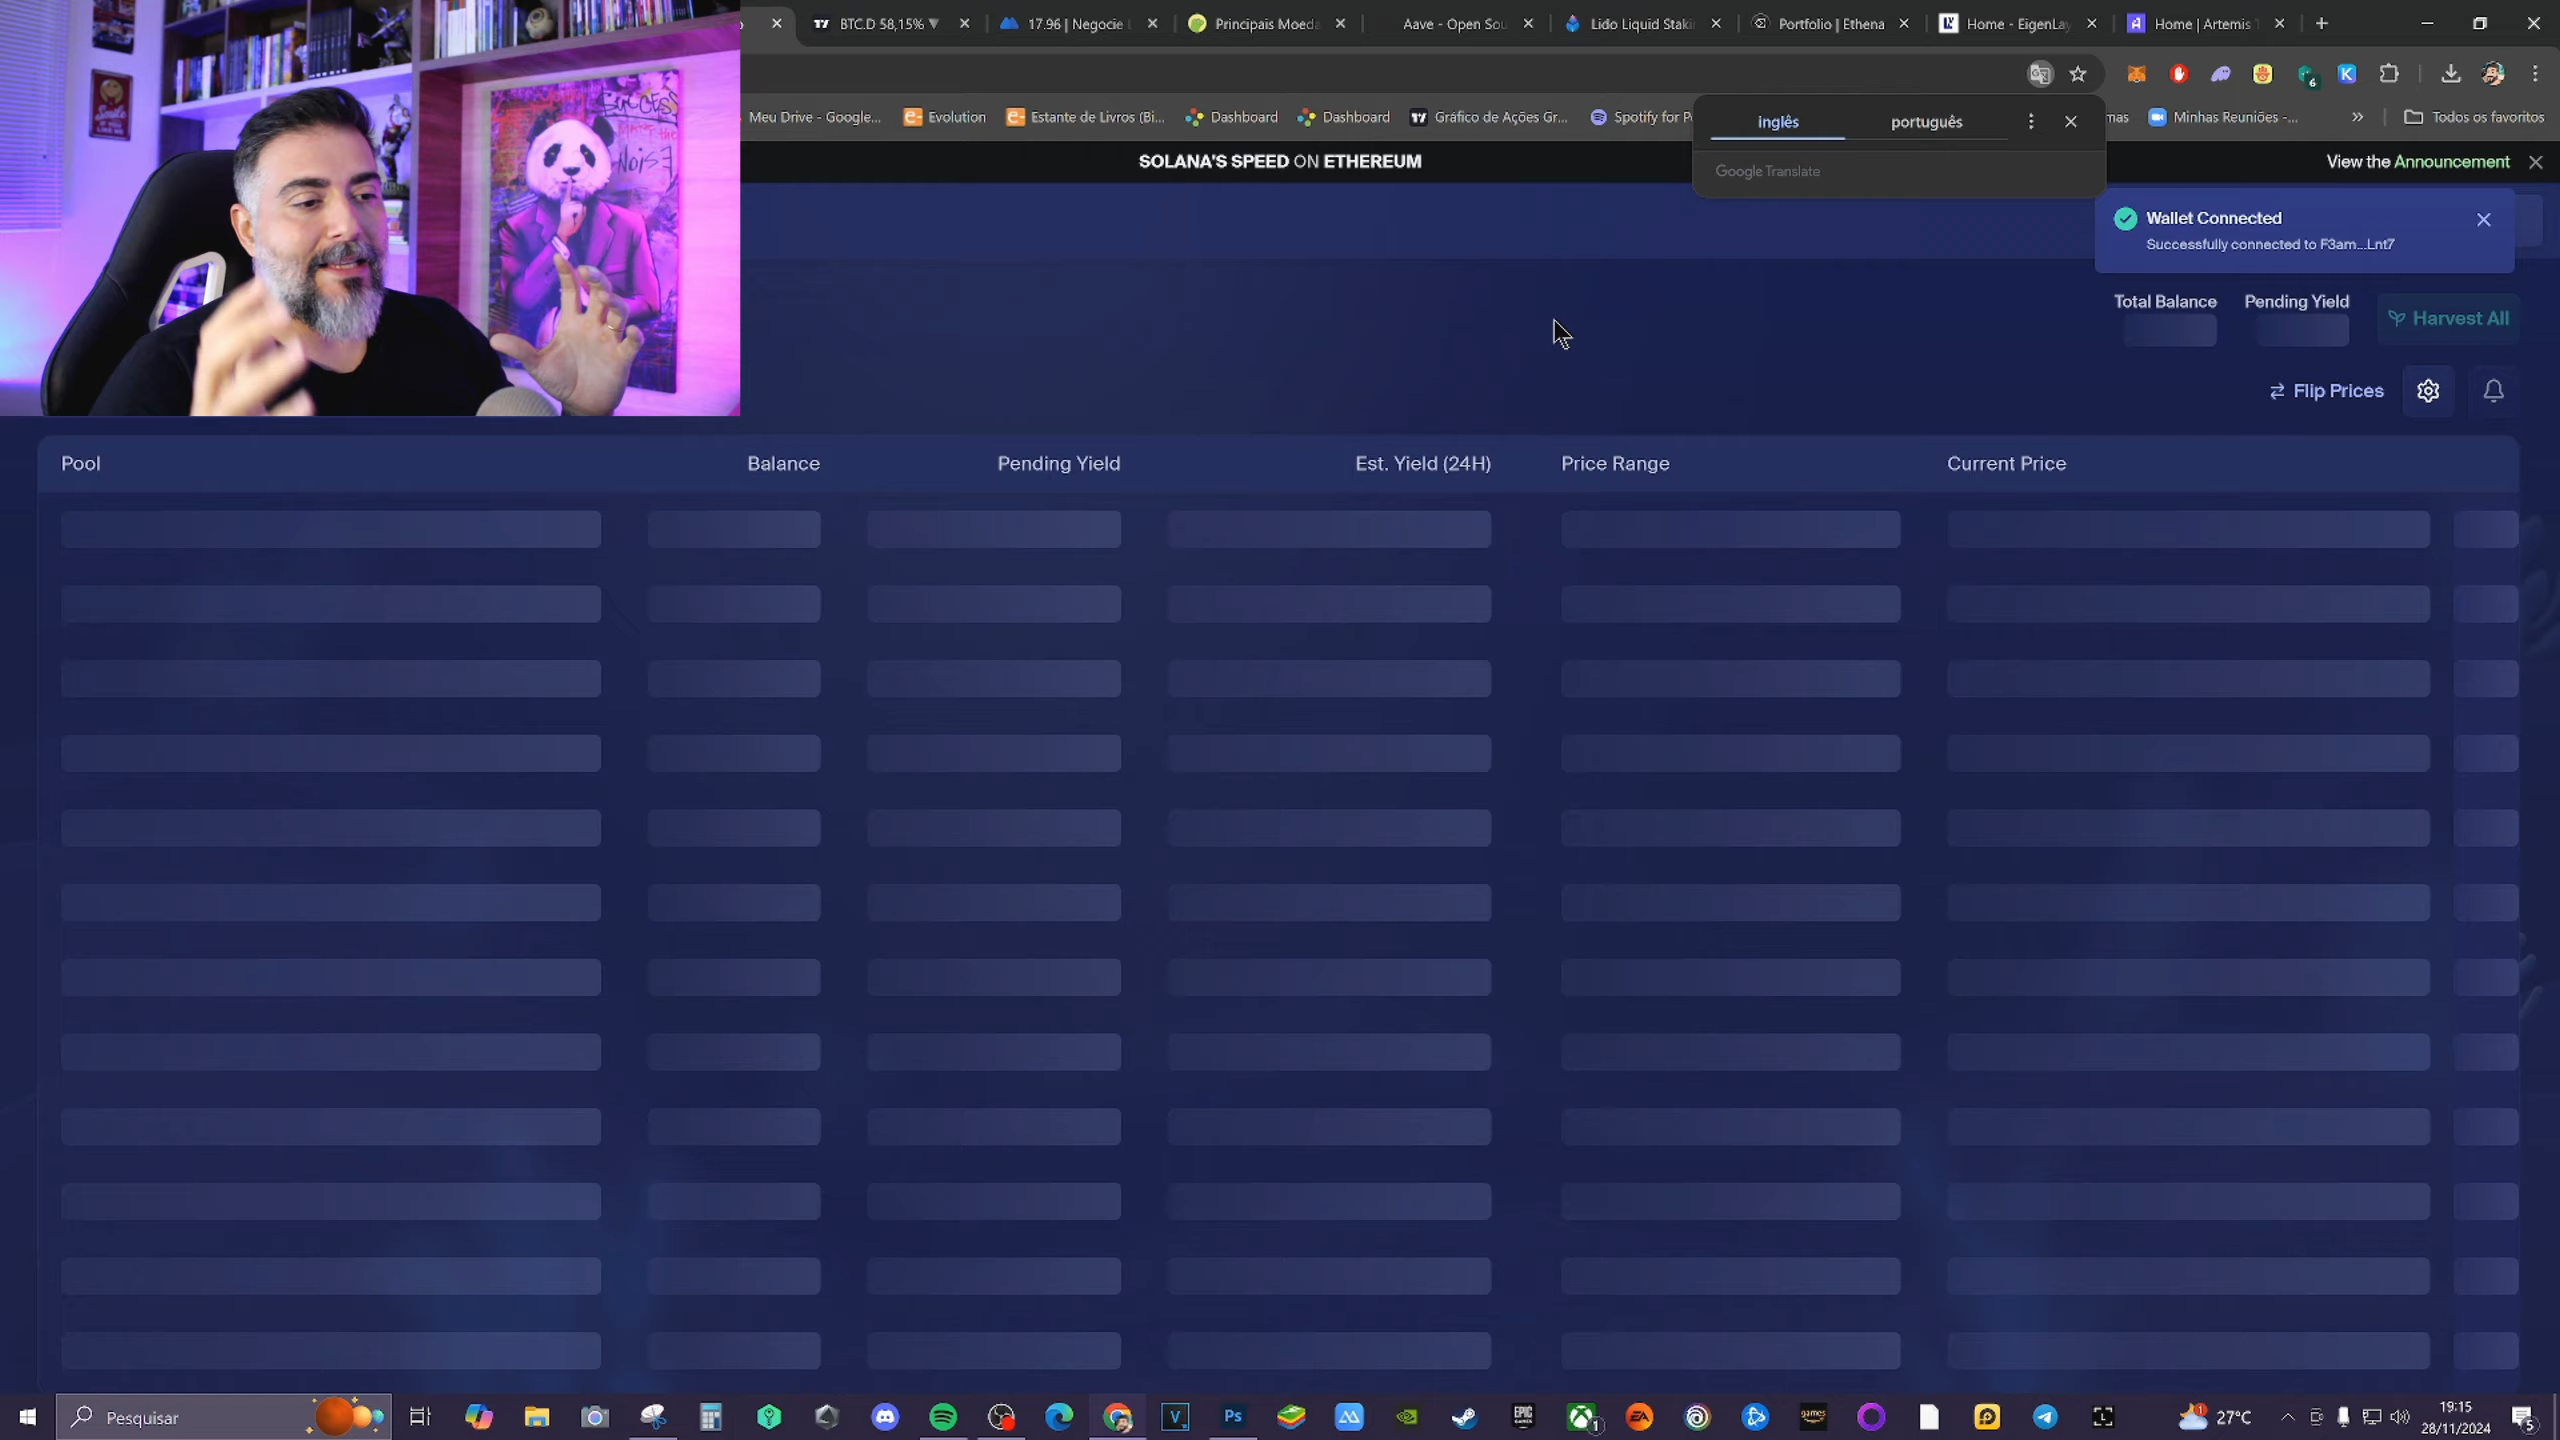 BTC.D 58,15% ▼
17.96 | Negocie
Principais Moeda
Aave - Open Sou
Lido Liquid Staki
Portfolio | Ethena
Home - EigenLay
Home | Artemis
Meu Drive - Google...
Evolution
Estante de Livros (Bi...
Dashboard
Dashboard
Gráfico de Ações Gr...
Spotify for P
Minhas Reuniões -...
Todos os favoritos
inglês
português
Google Translate
SOLANA'S SPEED ON ETHEREUM
View the Announcement
Wallet Connected
Successfully connected to F3am...Lnt7
SUCCESS
Noise
Total Balance
Pending Yield
Harvest All
Flip Prices
Pool
Balance
Pending Yield
Est. Yield (24H)
Price Range
Current Price
Pesquisar
27°C
19:15
28/11/2024